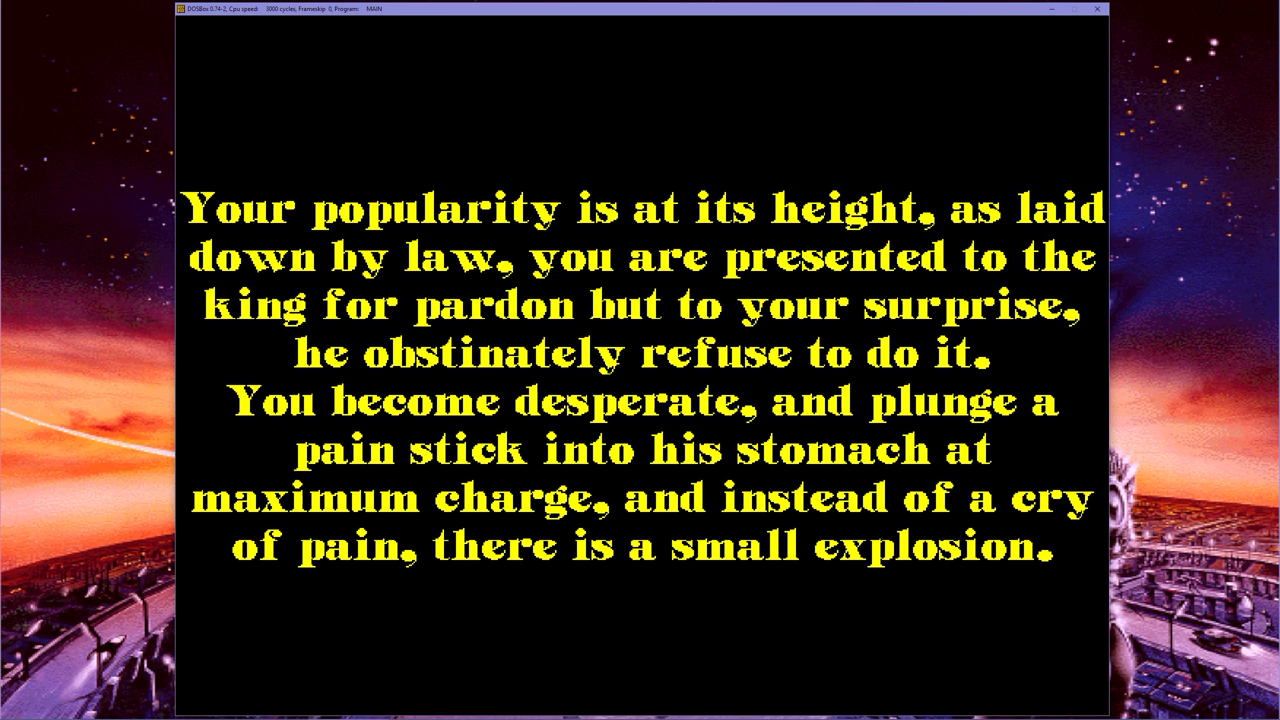 DOSBox 0.74-2, Cpu speed: 3000 cycles, Frameskip 0, Program: MAIN
Your popularity is at its height, as laid
down by law, you are presented to the
king for pardon but to your surprise,
he obstinately refuse to do it.
You become desperate, and plunge a
pain stick into his stomach at
maximum charge, and instead of a cry
of pain, there is a small explosion.